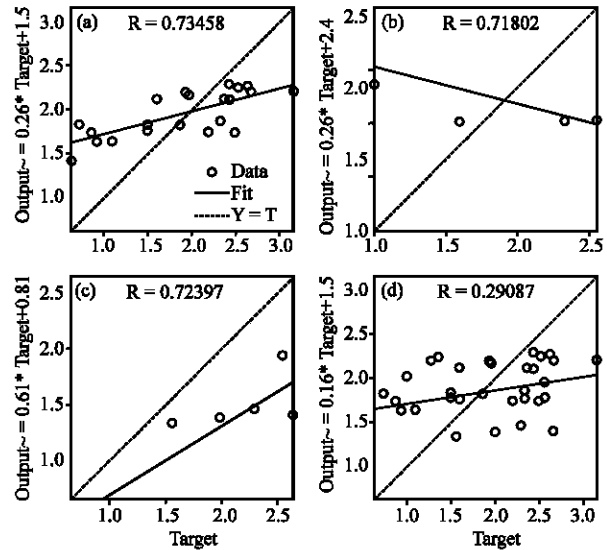 (a) R = 0.73458
Output~ = 0.26* Target+1.5
3.0
2.5
2.0
1.5
1.0
Data
Fit
Y = T
1.0 1.5 2.0 2.5 3.0
(b) R = 0.71802
Output~ = 0.26* Target+2.4
2.5
2.0
1.5
1.0
1.0 1.5 2.0 2.5
(c) R = 0.72397
Output~ = 0.61* Target+0.81
2.5
2.0
1.5
1.0
1.0 1.5 2.0 2.5
Target
(d) R = 0.29087
Output~ = 0.16* Target+1.5
3.0
2.5
2.0
1.5
1.0
1.0 1.5 2.0 2.5 3.0
Target